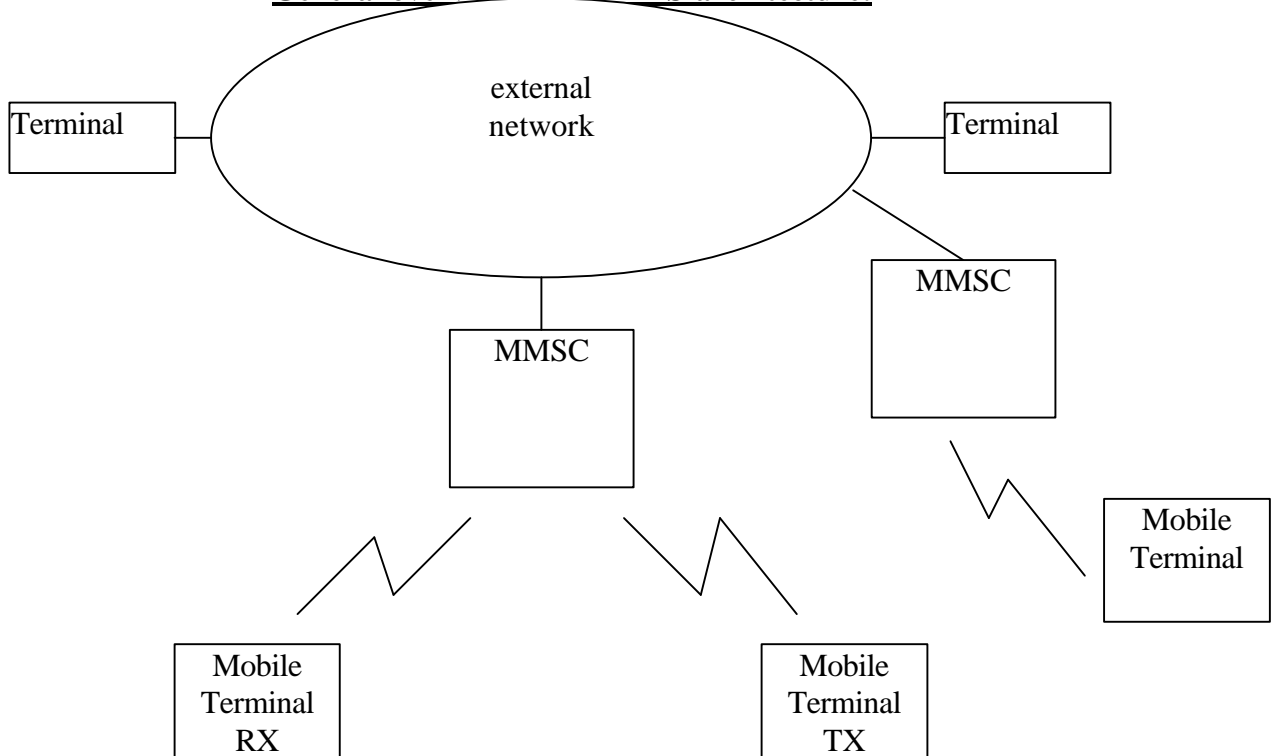 external
network
Terminal
Terminal
MMSC
MMSC
Mobile
Terminal
Mobile
Terminal
RX
Mobile
Terminal
TX